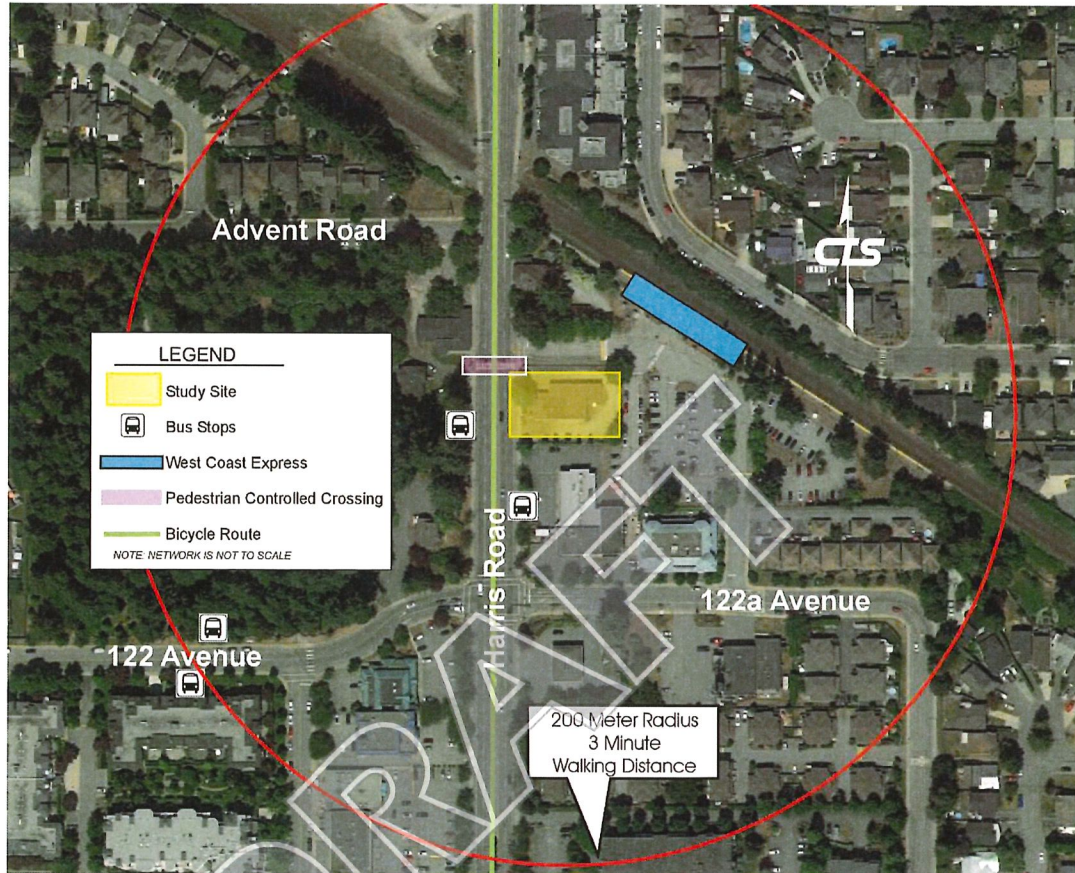 Advent Road
CTS
LEGEND
Study Site
Bus Stops
West Coast Express
Pedestrian Controlled Crossing
Bicycle Route
NOTE: NETWORK IS NOT TO SCALE
Harris Road
122a Avenue
122 Avenue
200 Meter Radius
3 Minute
Walking Distance
DRAFT